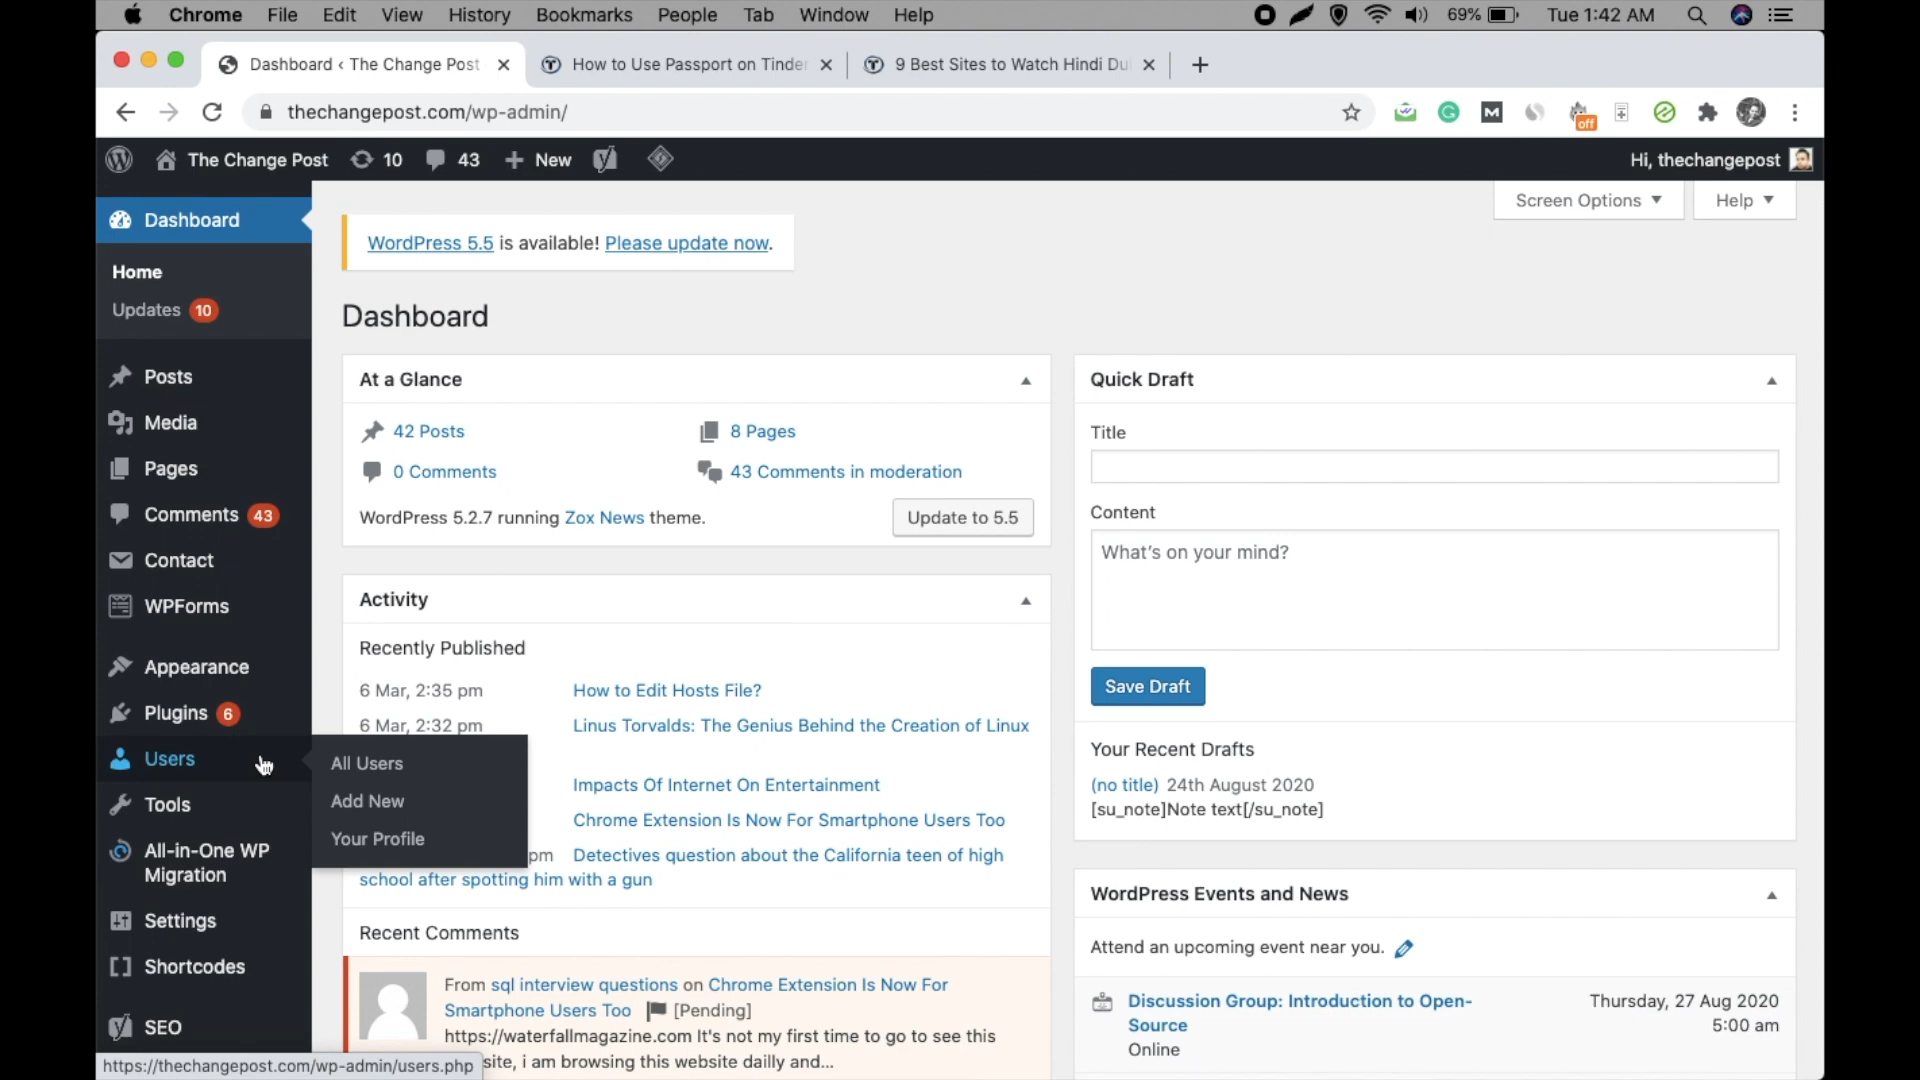 Chrome File Edit View History Bookmarks People Tab Window Help
69% Tue 1:42 AM
Dashboard ‹ The Change Post
How to Use Passport on Tinder
9 Best Sites to Watch Hindi Du
thechangepost.com/wp-admin/
off
The Change Post 10 43 New
Hi, thechangepost
Screen Options Help
Dashboard
Home
Updates 10
Posts
Media
Pages
Comments 43
Contact
WPForms
Appearance
Plugins 6
Users
Tools
All-in-One WP
Migration
Settings
Shortcodes
SEO
All Users
Add New
Your Profile
WordPress 5.5 is available! Please update now.
Dashboard
At a Glance
42 Posts
8 Pages
0 Comments
43 Comments in moderation
WordPress 5.2.7 running Zox News theme.
Update to 5.5
Activity
Recently Published
6 Mar, 2:35 pm How to Edit Hosts File?
6 Mar, 2:32 pm Linus Torvalds: The Genius Behind the Creation of Linux
Impacts Of Internet On Entertainment
Chrome Extension Is Now For Smartphone Users Too
pm Detectives question about the California teen of high
school after spotting him with a gun
Recent Comments
From sql interview questions on Chrome Extension Is Now For
Smartphone Users Too [Pending]
https://waterfallmagazine.com It's not my first time to go to see this
site, i am browsing this website dailly and...
Quick Draft
Title
Content
What's on your mind?
Save Draft
Your Recent Drafts
(no title) 24th August 2020
[su_note]Note text[/su_note]
WordPress Events and News
Attend an upcoming event near you.
Discussion Group: Introduction to Open-
Source
Online
Thursday, 27 Aug 2020
5:00 am
https://thechangepost.com/wp-admin/users.php